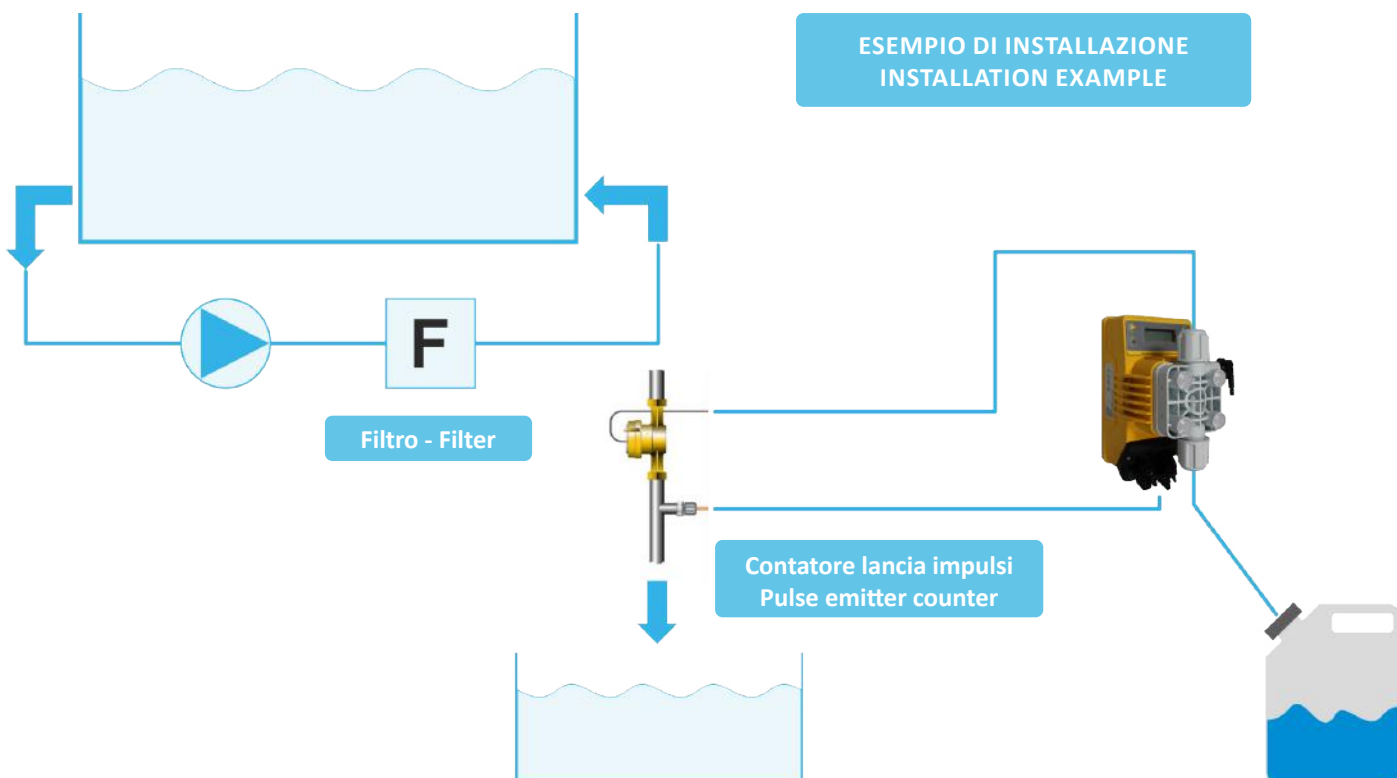 ESEMPIO DI INSTALLAZIONE
INSTALLATION EXAMPLE
F
Filtro - Filter
Contatore lancia impulsi
Pulse emitter counter